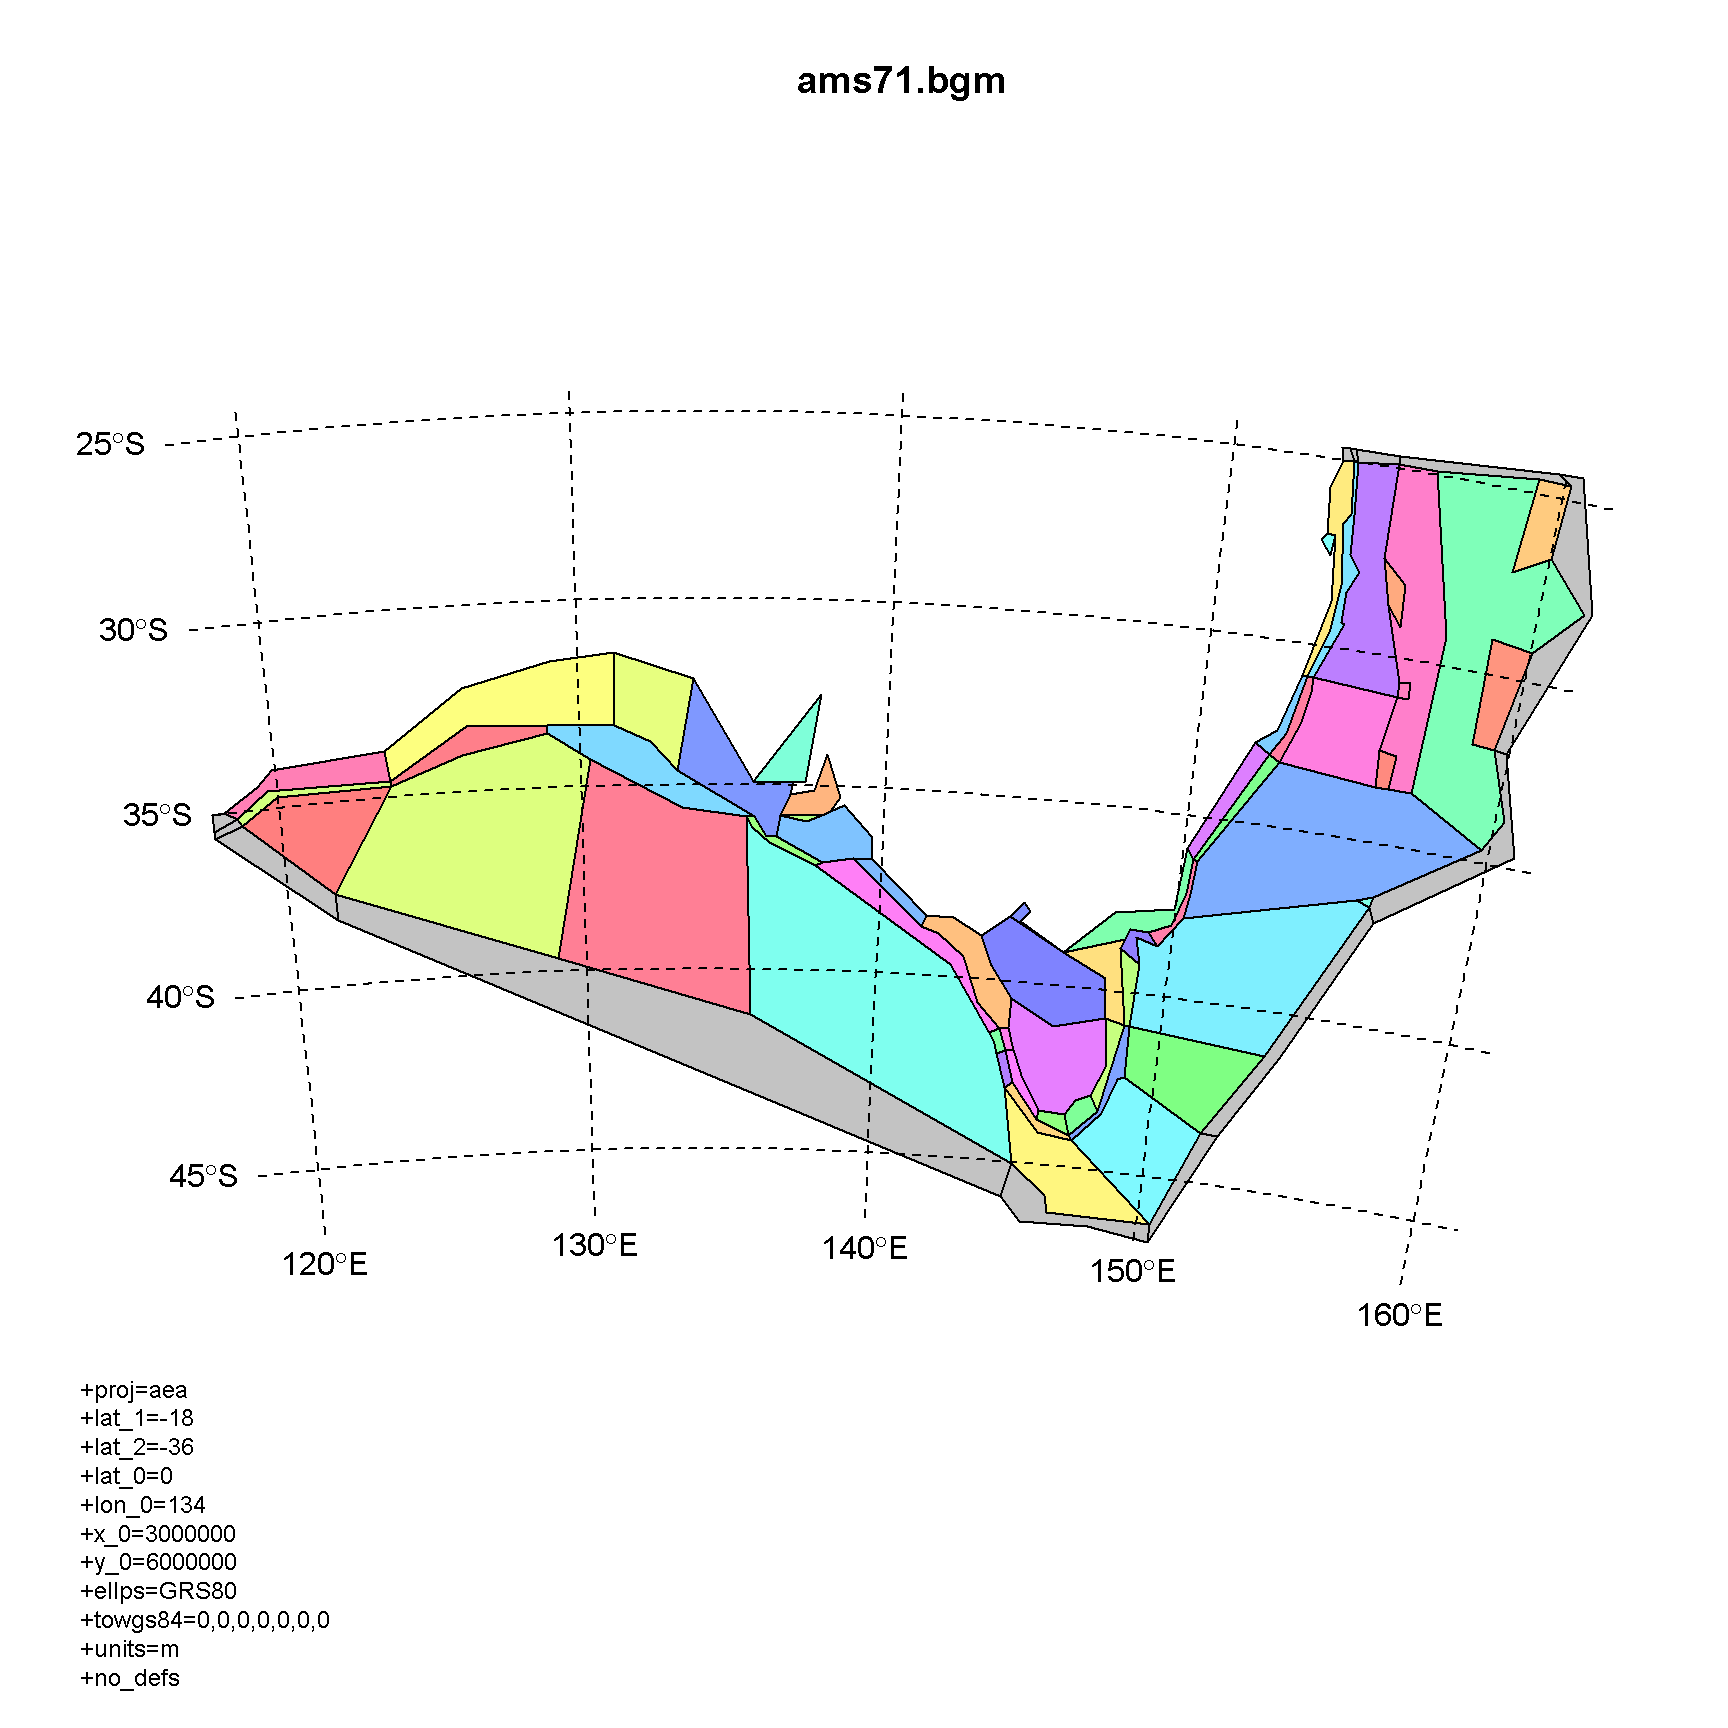 ams71.bgm
25°S
30°S
35°S
40°S
45°S
120°E
130°E
140°E
150°E
160°E
+proj=aea
+lat_1=-18
+lat_2=-36
+lat_0=0
+lon_0=134
+x_0=3000000
+y_0=6000000
+ellps=GRS80
+towgs84=0,0,0,0,0,0,0
+units=m
+no_defs